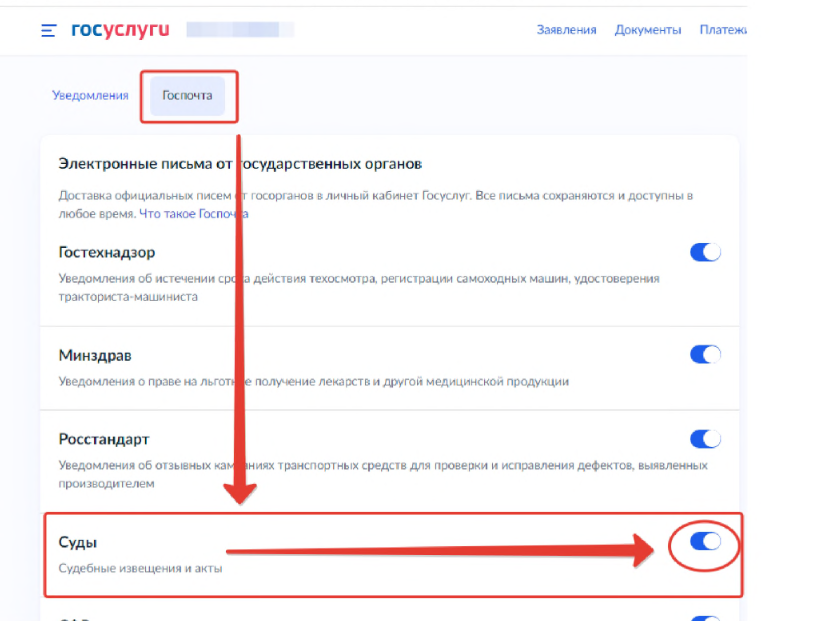 госуслуги
Заявления Документы Платежи
Уведомления Госпочта
Электронные письма от государственных органов
Доставка официальных писем от госорганов в личный кабинет Госуслуг. Все письма сохраняются и доступны в
любое время. Что такое Госпочта
Гостехнадзор
Уведомления об истечении срока действия техосмотра, регистрации самоходных машин, удостоверения
тракториста-машиниста
Минздрав
Уведомления о праве на льготное получение лекарств и другой медицинской продукции
Росстандарт
Уведомления об отзывных кампаниях транспортных средств для проверки и исправления дефектов, выявленных
производителем
Суды
Судебные извещения и акты